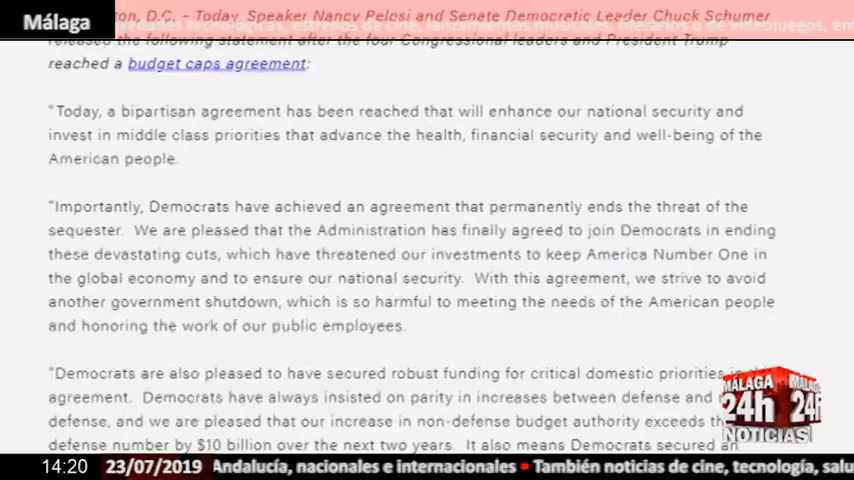 Málaga
ton, D.C. – Today, Speaker Nancy Pelosi and Senate Democratic Leader Chuck Schumer
released the following statement after the four Congressional leaders and President Trump
reached a budget caps agreement:
“Today, a bipartisan agreement has been reached that will enhance our national security and
invest in middle class priorities that advance the health, financial security and well-being of the
American people.
“Importantly, Democrats have achieved an agreement that permanently ends the threat of the
sequester. We are pleased that the Administration has finally agreed to join Democrats in ending
these devastating cuts, which have threatened our investments to keep America Number One in
the global economy and to ensure our national security. With this agreement, we strive to avoid
another government shutdown, which is so harmful to meeting the needs of the American people
and honoring the work of our public employees.
“Democrats are also pleased to have secured robust funding for critical domestic priorities in
agreement. Democrats have always insisted on parity in increases between defense and
defense, and we are pleased that our increase in non-defense budget authority exceeds
defense number by $10 billion over the next two years. It also means Democrats secured an
MÁLAGA
24h
NOTICIAS
MÁLAGA
24h
14:20 23/07/2019 Andalucía, nacionales e internacionales • También noticias de cine, tecnología, salu